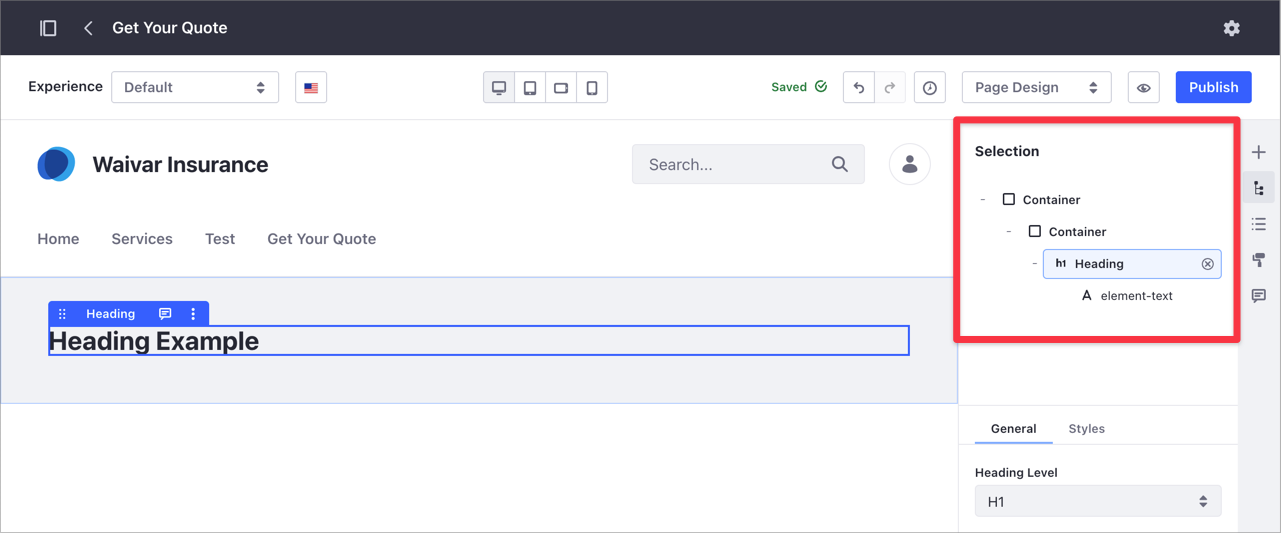 Get Your Quote
Experience Default Saved Page Design Publish
Waivar Insurance Search...
Home Services Test Get Your Quote
Heading
Heading Example
Selection
- Container
- Container
- h1 Heading
A element-text
General Styles
Heading Level
H1